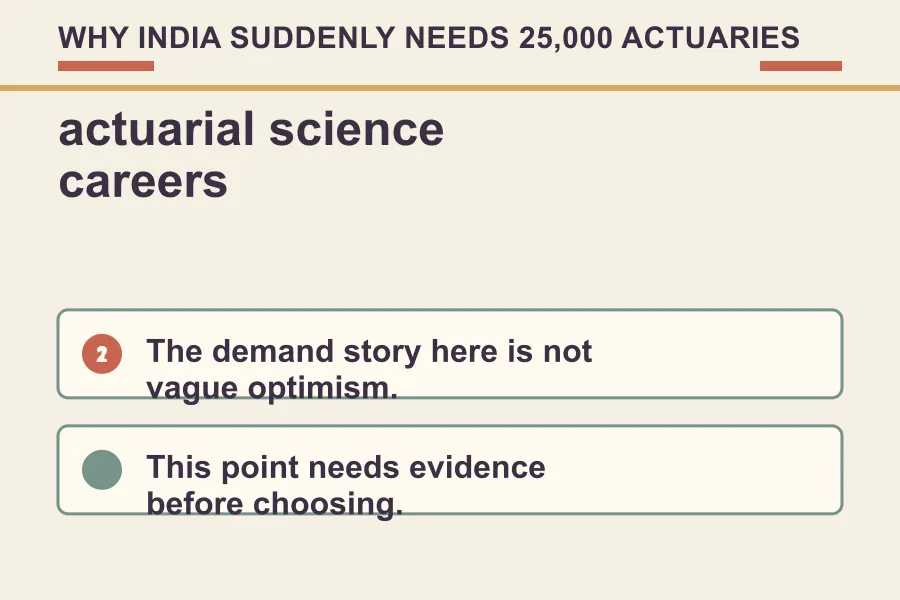 WHY INDIA SUDDENLY NEEDS 25,000 ACTUARIES
actuarial science
careers
2
The demand story here is not
vague optimism.
This point needs evidence
before choosing.